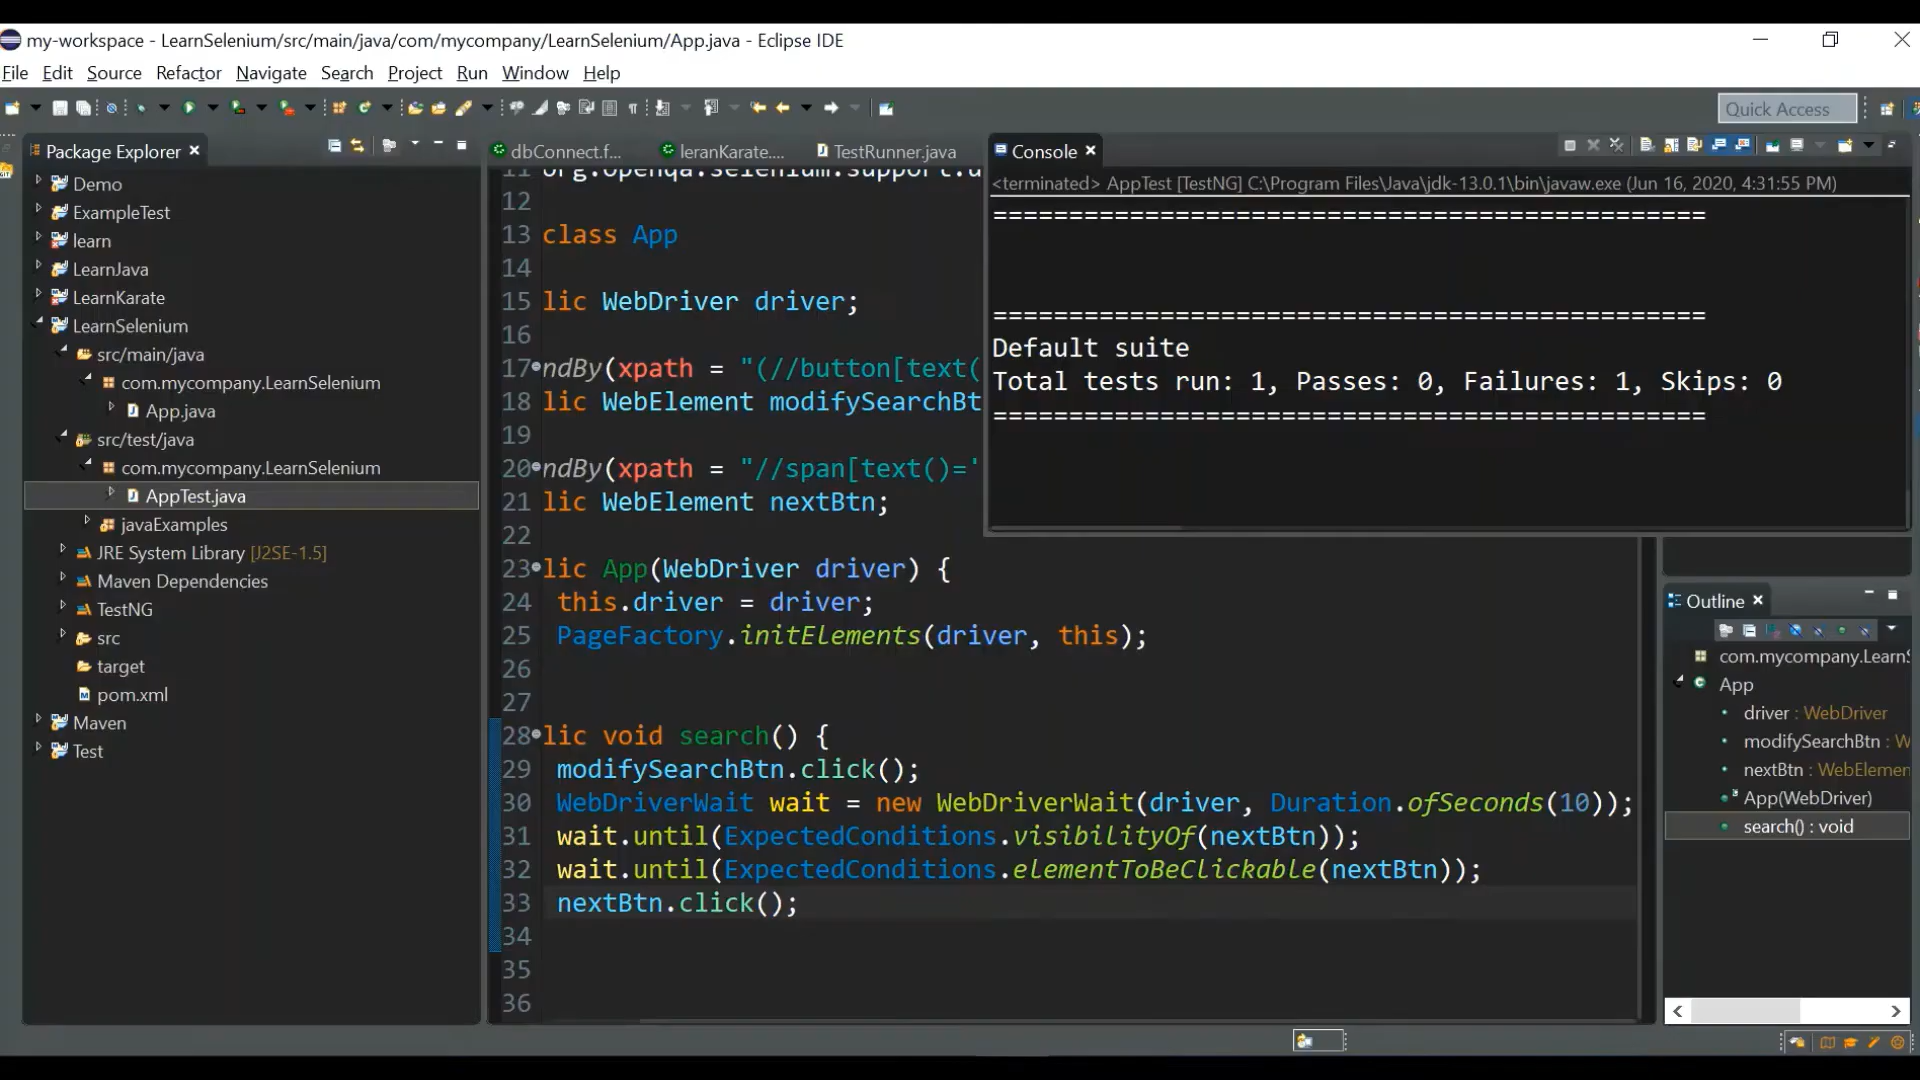 my-workspace - LearnSelenium/src/main/java/com/mycompany/LearnSelenium/App.java - Eclipse IDE
File Edit Source Refactor Navigate Search Project Run Window Help
Quick Access
Package Explorer
Demo
ExampleTest
learn
LearnJava
LearnKarate
LearnSelenium
src/main/java
com.mycompany.LearnSelenium
App.java
src/test/java
com.mycompany.LearnSelenium
AppTest.java
javaExamples
JRE System Library [J2SE-1.5]
Maven Dependencies
TestNG
src
target
pom.xml
Maven
Test
dbConnect.f... leranKarate.... TestRunner.java
11 org.openqa.selenium.support.u
12
13 class App
14
15 lic WebDriver driver;
16
17 ndBy(xpath = "(//button[text(
18 lic WebElement modifySearchBt
19
20 ndBy(xpath = "//span[text()='
21 lic WebElement nextBtn;
22
23 lic App(WebDriver driver) {
24 this.driver = driver;
25 PageFactory.initElements(driver, this);
26
27
28 lic void search() {
29 modifySearchBtn.click();
30 WebDriverWait wait = new WebDriverWait(driver, Duration.ofSeconds(10));
31 wait.until(ExpectedConditions.visibilityOf(nextBtn));
32 wait.until(ExpectedConditions.elementToBeClickable(nextBtn));
33 nextBtn.click();
34
35
36
Console
<terminated> AppTest [TestNG] C:\Program Files\Java\jdk-13.0.1\bin\javaw.exe (Jun 16, 2020, 4:31:55 PM)
===============================================
===============================================
Default suite
Total tests run: 1, Passes: 0, Failures: 1, Skips: 0
===============================================
Outline
com.mycompany.LearnS
App
driver : WebDriver
modifySearchBtn : W
nextBtn : WebElemen
App(WebDriver)
search() : void